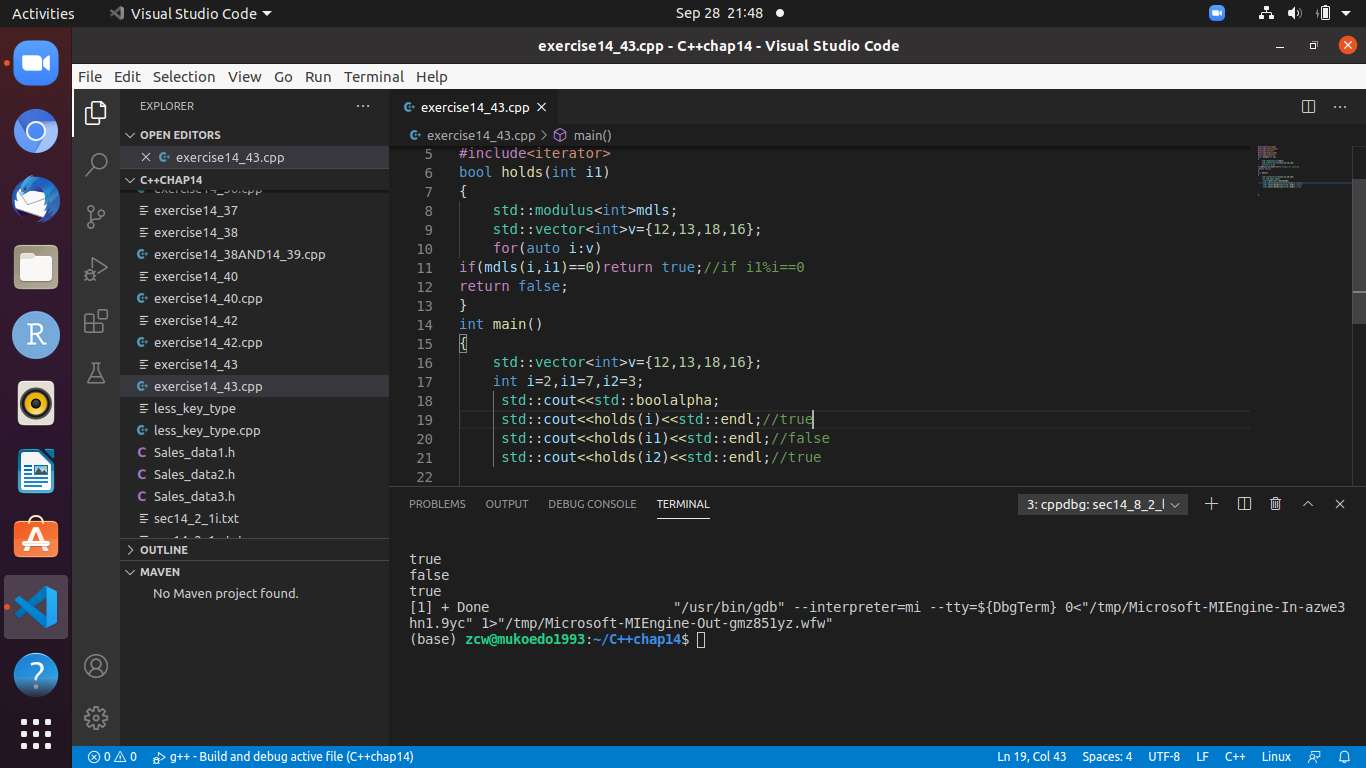 Activities
Visual Studio Code
Sep 28 21:48
exercise14_43.cpp - C++chap14 - Visual Studio Code
File Edit Selection View Go Run Terminal Help
EXPLORER
OPEN EDITORS
exercise14_43.cpp
C++CHAP14
exercise14_37
exercise14_38
exercise14_38AND14_39.cpp
exercise14_40
exercise14_40.cpp
exercise14_42
exercise14_42.cpp
exercise14_43
exercise14_43.cpp
less_key_type
less_key_type.cpp
C Sales_data1.h
C Sales_data2.h
C Sales_data3.h
sec14_2_1i.txt
OUTLINE
MAVEN
No Maven project found.
exercise14_43.cpp
exercise14_43.cpp > main()
5 #include<iterator>
6 bool holds(int i1)
7 {
8 std::modulus<int>mdls;
9 std::vector<int>v={12,13,18,16};
10 for(auto i:v)
11 if(mdls(i,i1)==0)return true;//if i1%i==0
12 return false;
13 }
14 int main()
15 {
16 std::vector<int>v={12,13,18,16};
17 int i=2,i1=7,i2=3;
18 std::cout<<std::boolalpha;
19 std::cout<<holds(i)<<std::endl;//true
20 std::cout<<holds(i1)<<std::endl;//false
21 std::cout<<holds(i2)<<std::endl;//true
22
PROBLEMS OUTPUT DEBUG CONSOLE TERMINAL
3: cppdbg: sec14_8_2_
true
false
true
[1] + Done "/usr/bin/gdb" --interpreter=mi --tty=${DbgTerm} 0<"/tmp/Microsoft-MIEngine-In-azwe3
hn1.9yc" 1>"/tmp/Microsoft-MIEngine-Out-gmz851yz.wfw"
(base) zcw@mukoedo1993:~/C++chap14$
0 0 g++ - Build and debug active file (C++chap14)
Ln 19, Col 43 Spaces: 4 UTF-8 LF C++ Linux